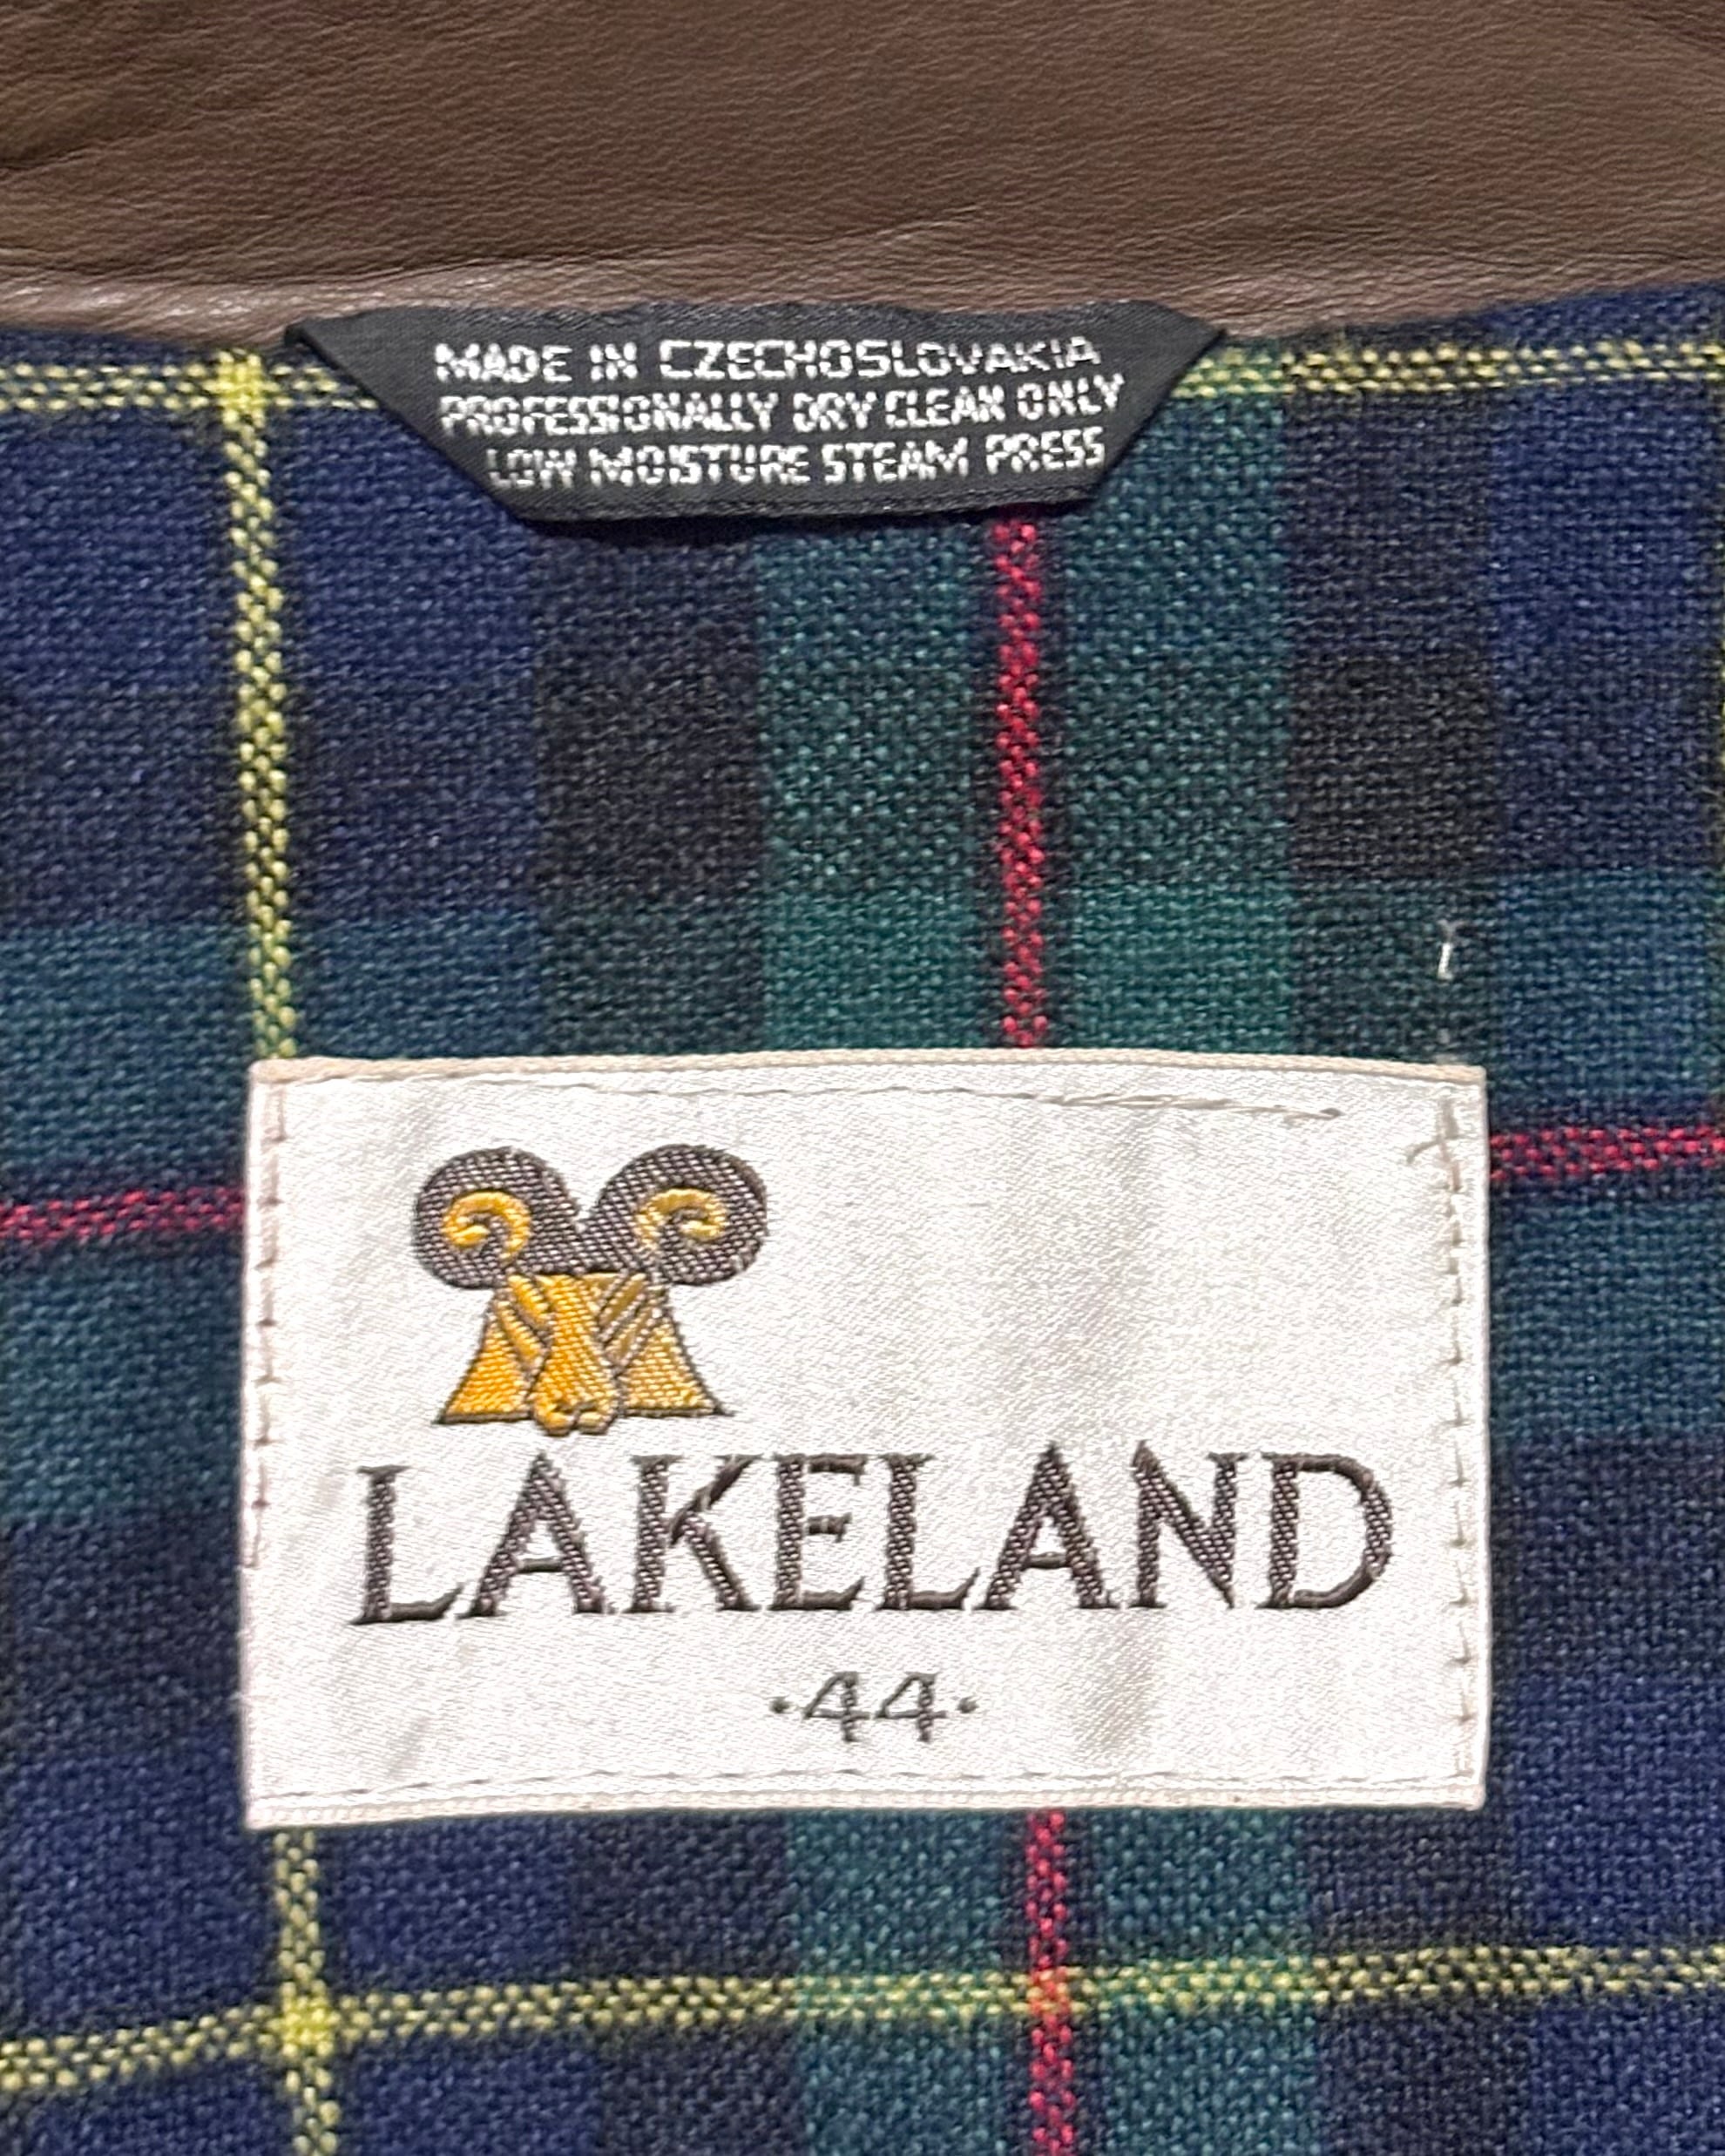 MADE IN CZECHOSLOVAKIA
PROFESSIONALLY DRY CLEAN ONLY
LOW MOISTURE STEAM PRESS
LAKELAND
·44·